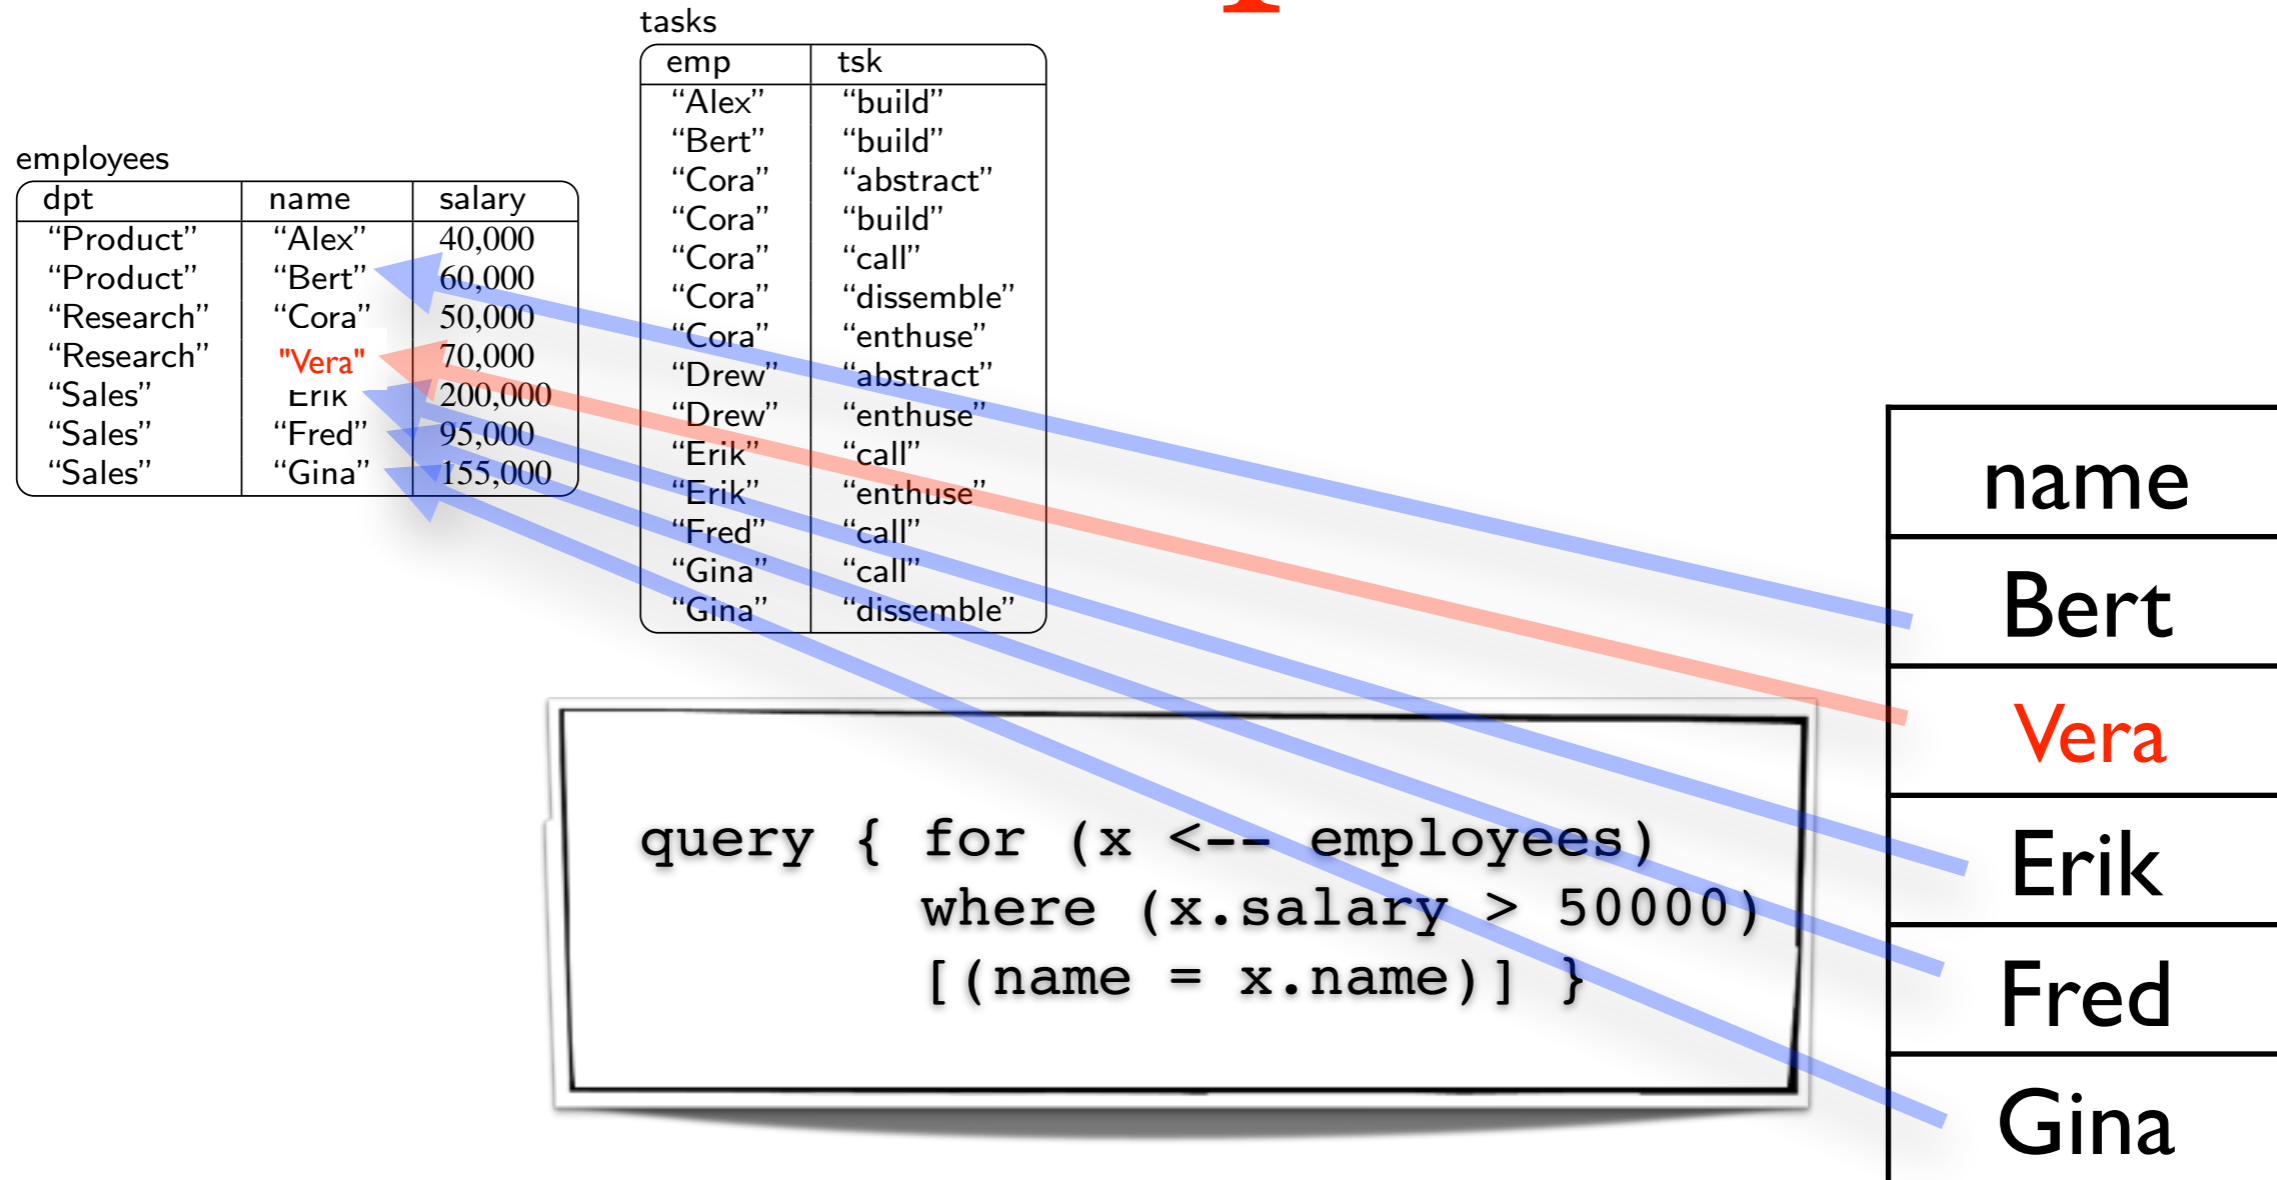 tasks
emp tsk
“Alex” “build”
“Bert” “build”
“Cora” “abstract”
“Cora” “build”
“Cora” “call”
“Cora” “dissemble”
“Cora” “enthuse”
“Drew” “abstract”
“Drew” “enthuse”
“Erik” “call”
“Erik” “enthuse”
“Fred” “call”
“Gina” “call”
“Gina” “dissemble”
employees
dpt name salary
“Product” “Alex” 40,000
“Product” “Bert” 60,000
“Research” “Cora” 50,000
“Research” "Vera" 70,000
“Sales” Erik 200,000
“Sales” “Fred” 95,000
“Sales” “Gina” 155,000
query { for (x <-- employees)
where (x.salary > 50000)
[(name = x.name)] }
name
Bert
Vera
Erik
Fred
Gina